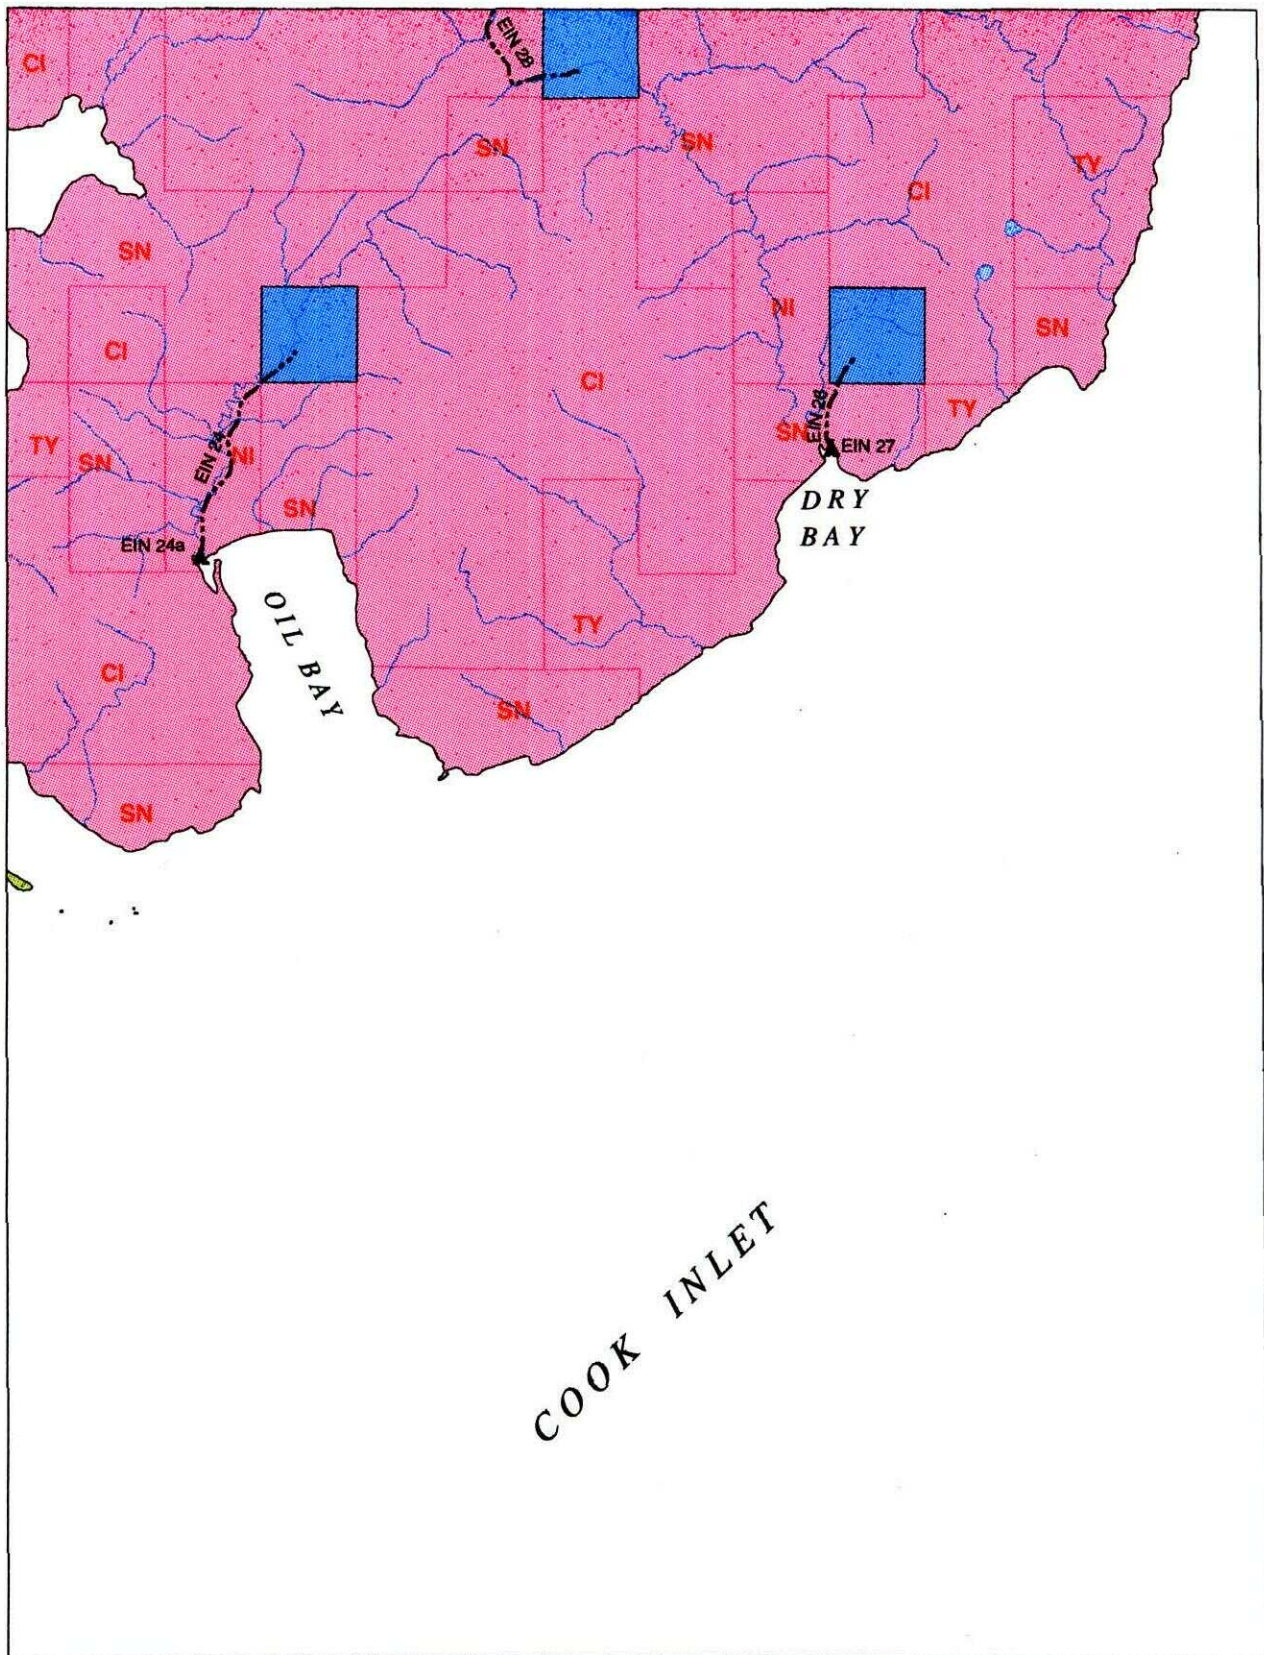 EIN 28
CI
SN
SN
TY
CI
SN
NI
SN
CI
CI
TY
EIN 26
TY
SN
EIN 24
NI
SN
EIN 27
SN
DRY
BAY
EIN 24a
OIL BAY
TY
CI
SN
SN
COOK INLET